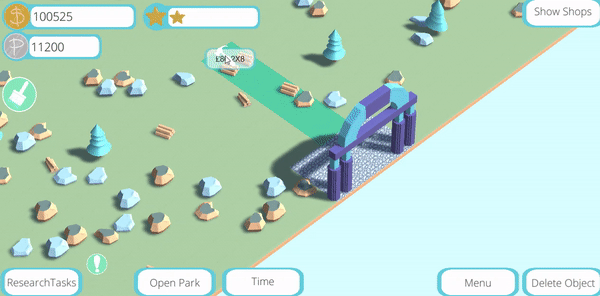 100525
Show Shops
11200
ResearchTasks
Open Park
Time
Menu
Delete Object